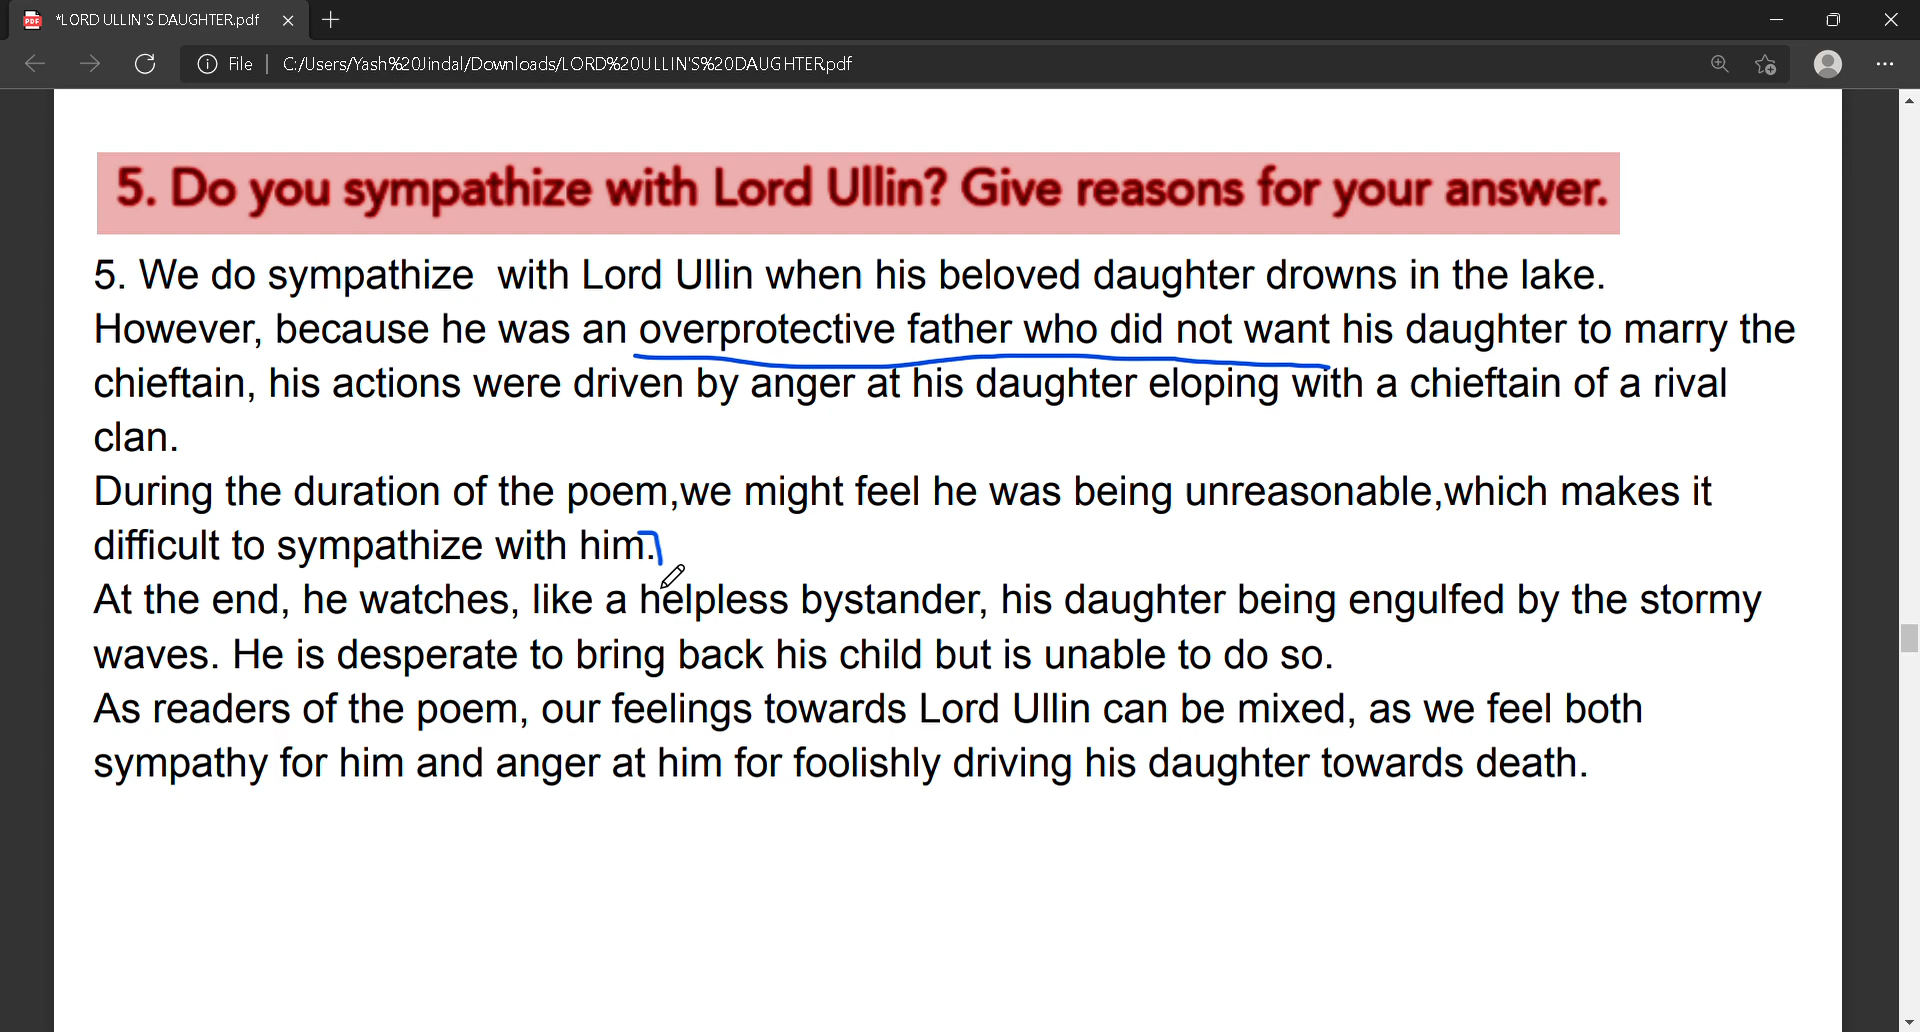 *LORD ULLIN'S DAUGHTER.pdf
File | C:/Users/Yash%20Jindal/Downloads/LORD%20ULLIN'S%20DAUGHTER.pdf
5. Do you sympathize with Lord Ullin? Give reasons for your answer.
5. We do sympathize  with Lord Ullin when his beloved daughter drowns in the lake.
However, because he was an overprotective father who did not want his daughter to marry the
chieftain, his actions were driven by anger at his daughter eloping with a chieftain of a rival
clan.
During the duration of the poem,we might feel he was being unreasonable,which makes it
difficult to sympathize with him.
At the end, he watches, like a helpless bystander, his daughter being engulfed by the stormy
waves. He is desperate to bring back his child but is unable to do so.
As readers of the poem, our feelings towards Lord Ullin can be mixed, as we feel both
sympathy for him and anger at him for foolishly driving his daughter towards death.